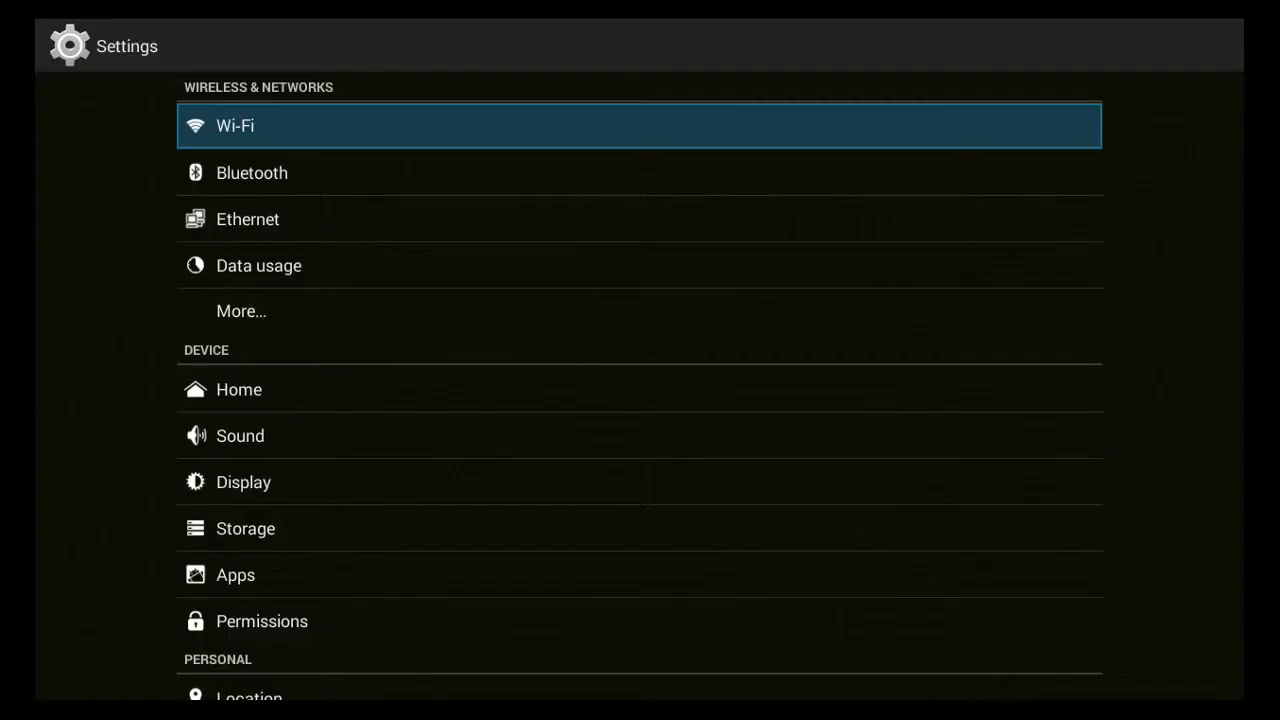 Settings
WIRELESS & NETWORKS
Wi-Fi
Bluetooth
Ethernet
Data usage
More...
DEVICE
Home
Sound
Display
Storage
Apps
Permissions
PERSONAL
Location